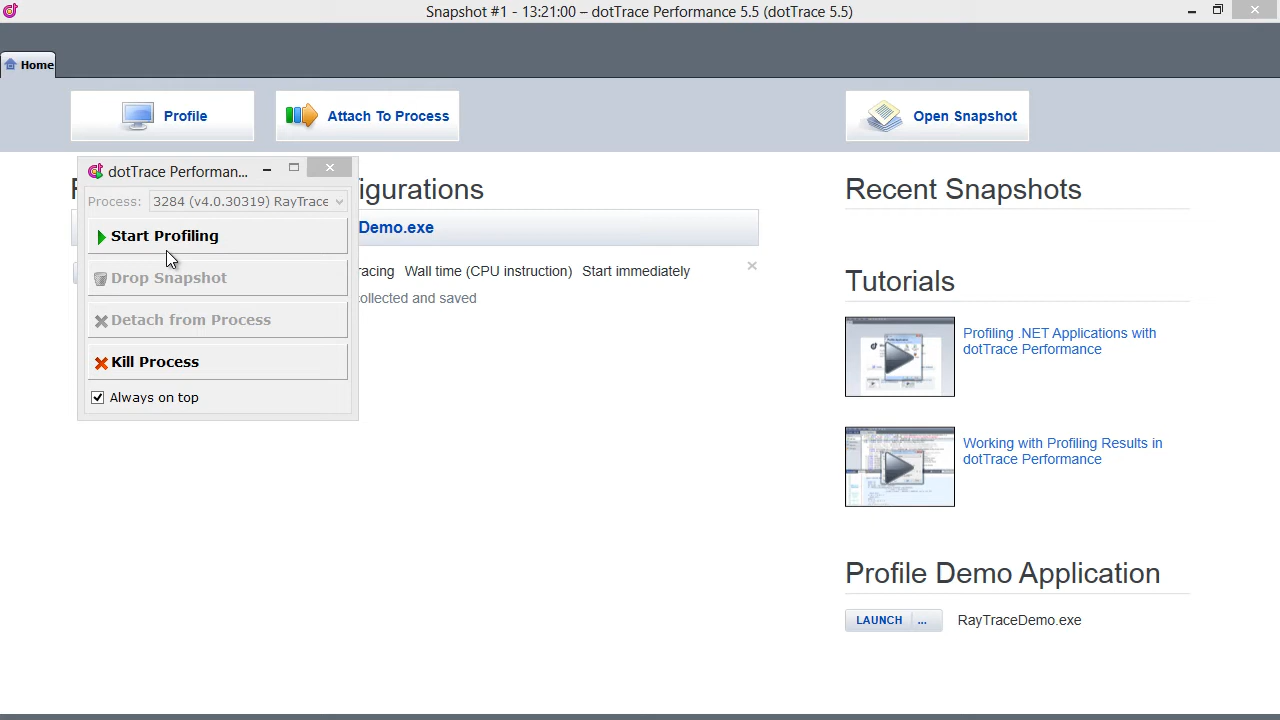 Snapshot #1 - 13:21:00 – dotTrace Performance 5.5 (dotTrace 5.5)
Home
Profile
Attach To Process
Open Snapshot
dotTrace Performan...
Process: 3284 (v4.0.30319) RayTrace
Start Profiling
Drop Snapshot
Detach from Process
Kill Process
Always on top
figurations
Demo.exe
racing Wall time (CPU instruction) Start immediately
collected and saved
Recent Snapshots
Tutorials
Profiling .NET Applications with
dotTrace Performance
Working with Profiling Results in
dotTrace Performance
Profile Demo Application
LAUNCH ... RayTraceDemo.exe